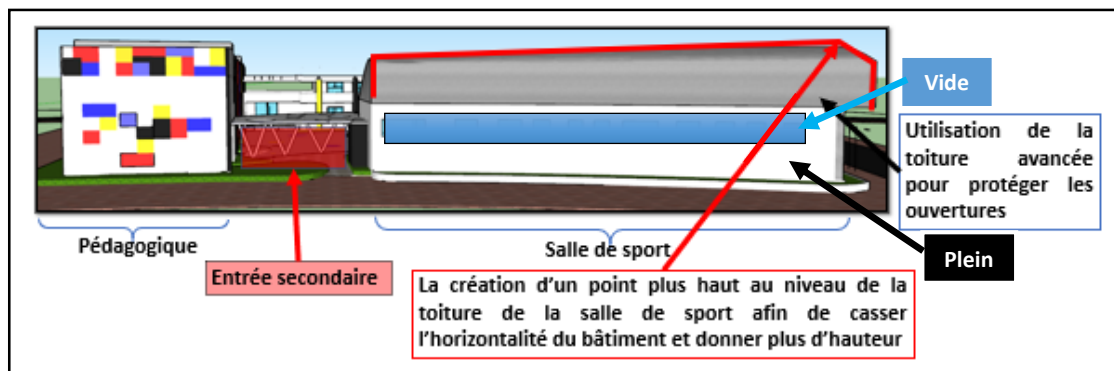 Vide
Utilisation de la
toiture avancée
pour protéger les
ouvertures
Pédagogique
Salle de sport
Plein
Entrée secondaire
La création d'un point plus haut au niveau de la
toiture de la salle de sport afin de casser
l'horizontalité du bâtiment et donner plus d'hauteur